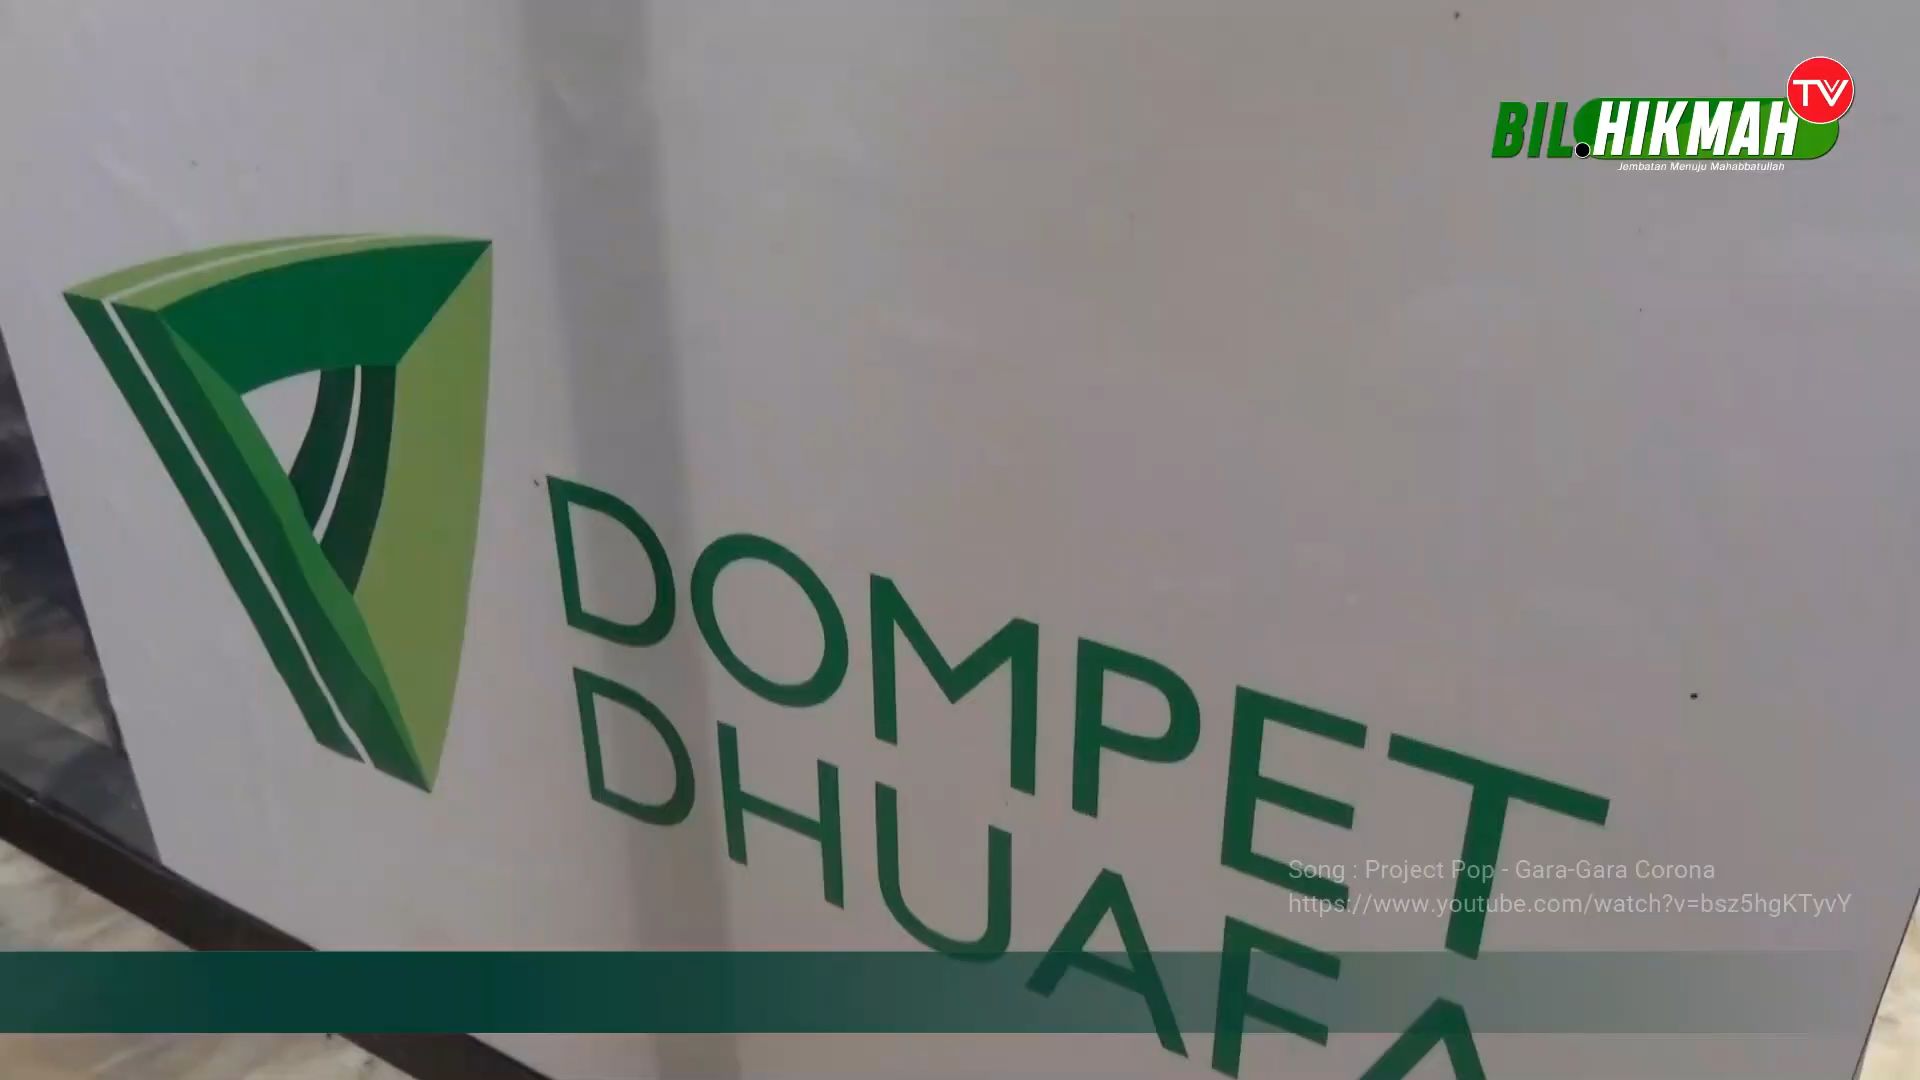 BIL.HIKMAH TV
Jembatan Menuju Mahabbatullah
DOMPET
DHUAFA
Song : Project Pop - Gara-Gara Corona
https://www.youtube.com/watch?v=bsz5hgKTyvY